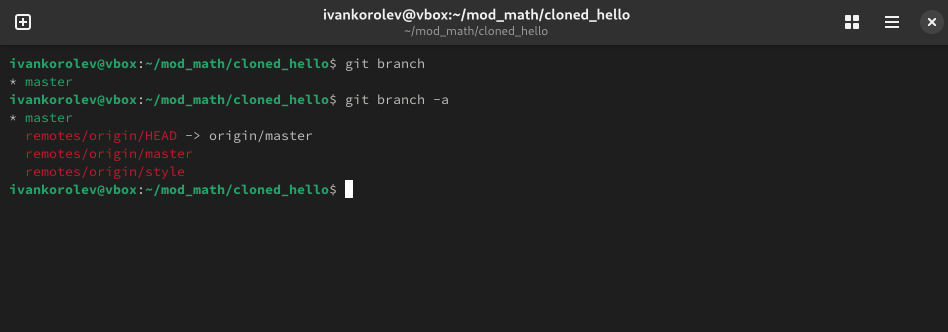 ivankorolev@vbox:~/mod_math/cloned_hello
~/mod_math/cloned_hello
ivankorolev@vbox:~/mod_math/cloned_hello$ git branch
* master
ivankorolev@vbox:~/mod_math/cloned_hello$ git branch -a
* master
  remotes/origin/HEAD -> origin/master
  remotes/origin/master
  remotes/origin/style
ivankorolev@vbox:~/mod_math/cloned_hello$